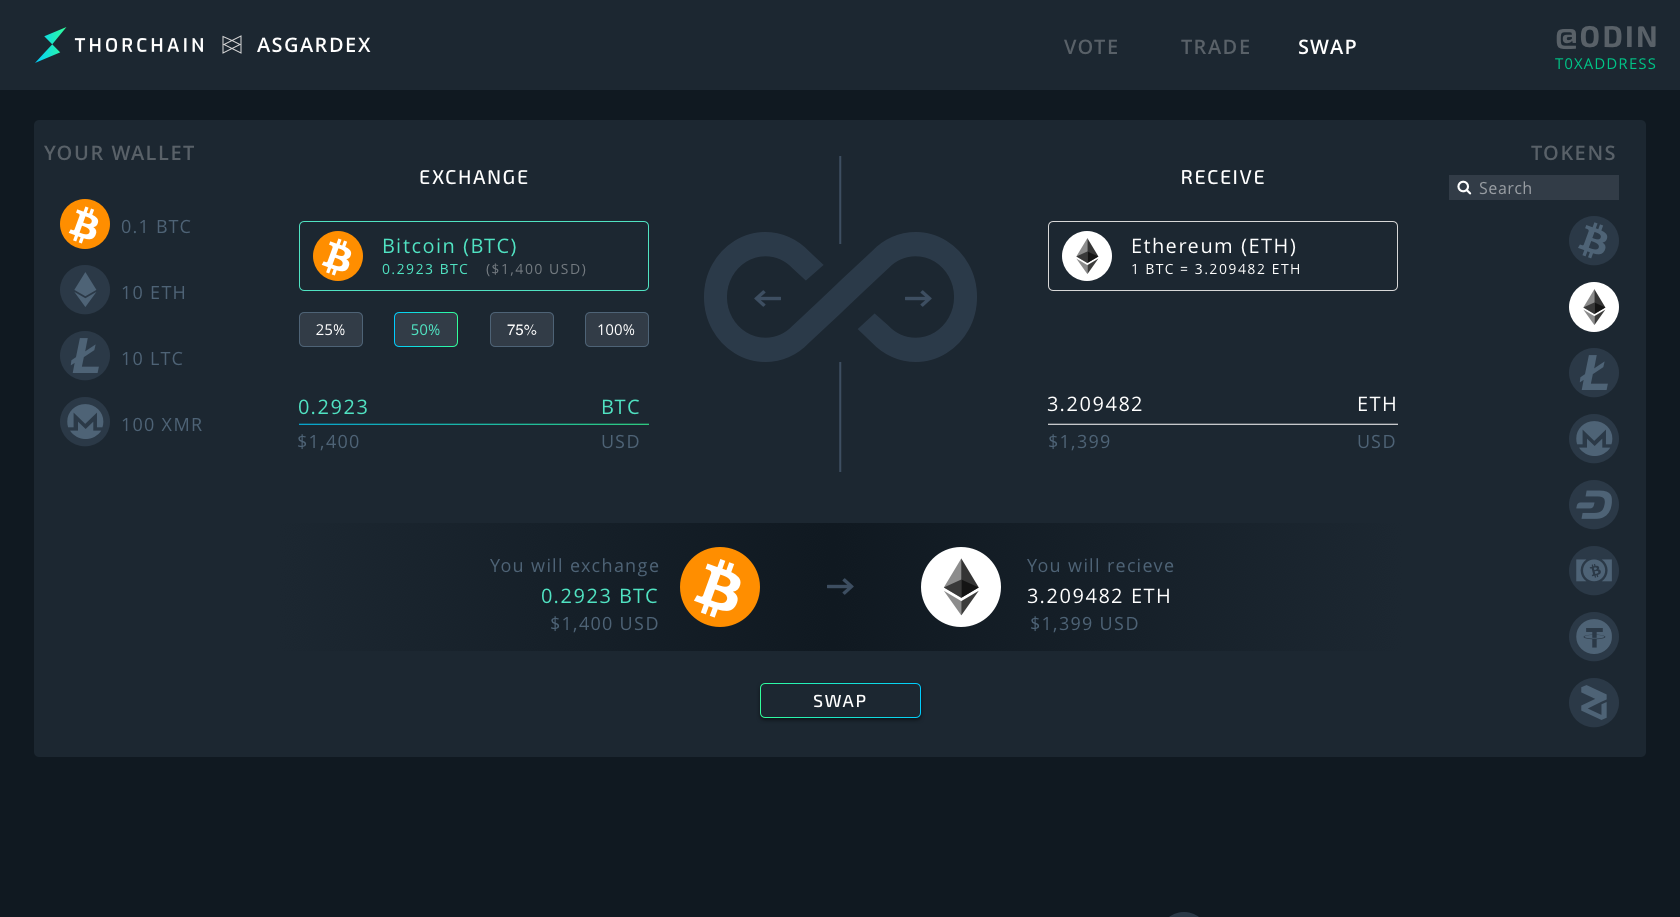 THORCHAIN ASGARDEX
VOTE TRADE SWAP
@ODIN
T0XADDRESS
YOUR WALLET
0.1 BTC
10 ETH
10 LTC
100 XMR
EXCHANGE
Bitcoin (BTC)
0.2923 BTC ($1,400 USD)
25% 50% 75% 100%
0.2923 BTC
$1,400 USD
RECEIVE
Ethereum (ETH)
1 BTC = 3.209482 ETH
3.209482 ETH
$1,399 USD
TOKENS
Search
You will exchange
0.2923 BTC
$1,400 USD
You will recieve
3.209482 ETH
$1,399 USD
SWAP